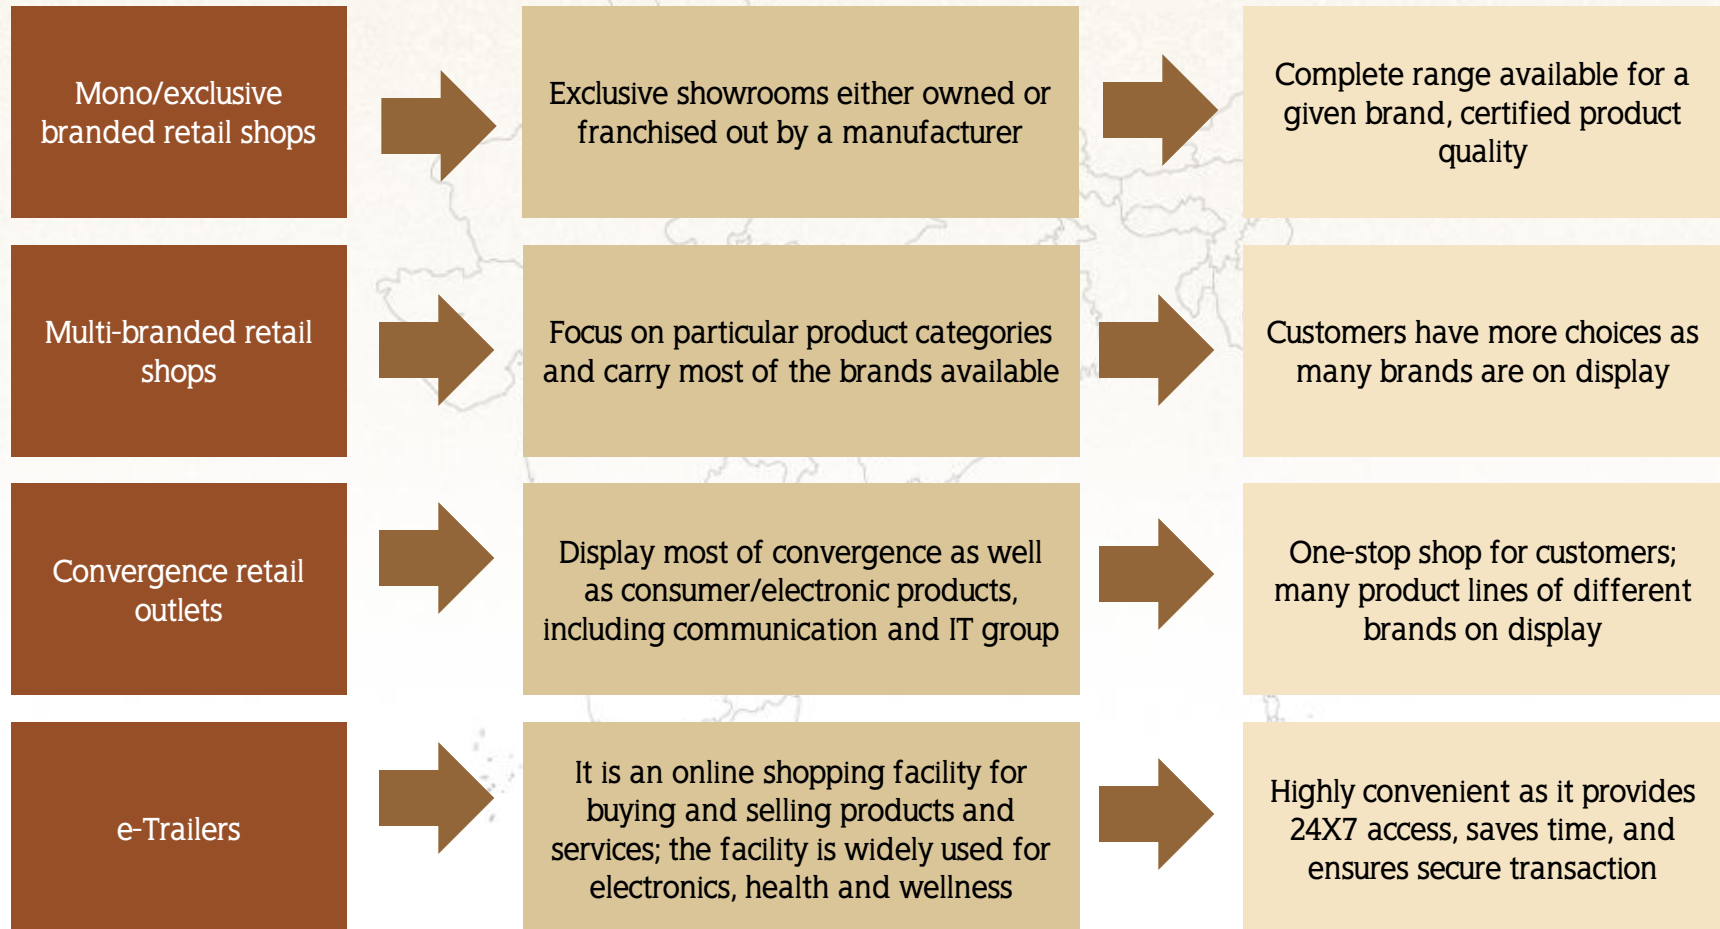 Mono/exclusive
branded retail shops
Exclusive showrooms either owned or
franchised out by a manufacturer
Complete range available for a
given brand, certified product
quality
Multi-branded retail
shops
Focus on particular product categories
and carry most of the brands available
Customers have more choices as
many brands are on display
Convergence retail
outlets
Display most of convergence as well
as consumer/electronic products,
including communication and IT group
One-stop shop for customers;
many product lines of different
brands on display
e-Trailers
It is an online shopping facility for
buying and selling products and
services; the facility is widely used for
electronics, health and wellness
Highly convenient as it provides
24X7 access, saves time, and
ensures secure transaction